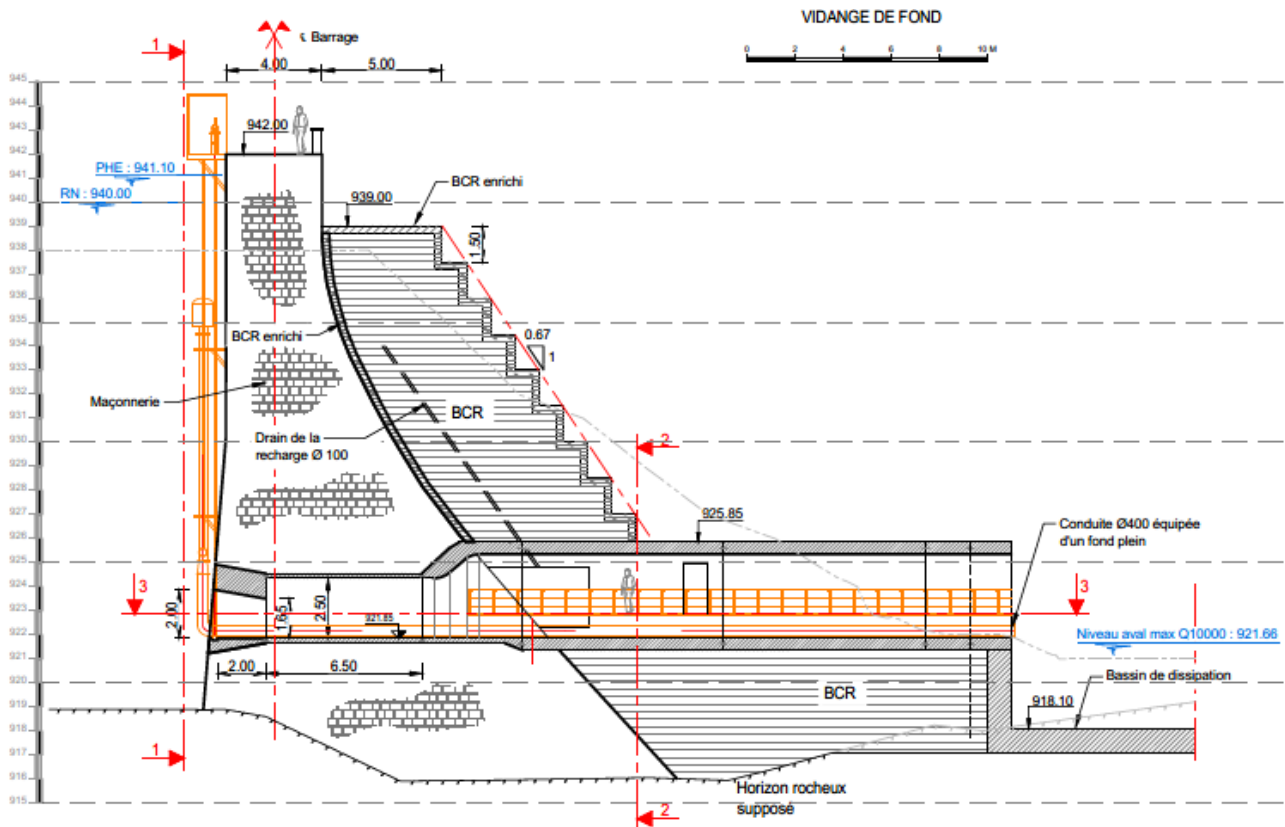 VIDANGE DE FOND
0 2 4 6 8 10 M
1
℄ Barrage
4.00
5.00
945
944
943
942
941
940
939
938
937
936
935
934
933
932
931
930
929
928
927
926
925
924
923
922
921
920
919
918
917
916
915
942.00
PHE : 941.10
RN : 940.00
BCR enrichi
939.00
1.50
BCR enrichi
0.67
1
Maçonnerie
BCR
Drain de la
recharge Ø 100
2
925.85
Conduite Ø400 équipée
d'un fond plein
3
3
2.00
1.65
2.50
921.85
Niveau aval max Q10000 : 921.66
2.00
6.50
BCR
Bassin de dissipation
918.10
1
Horizon rocheux
supposé
2